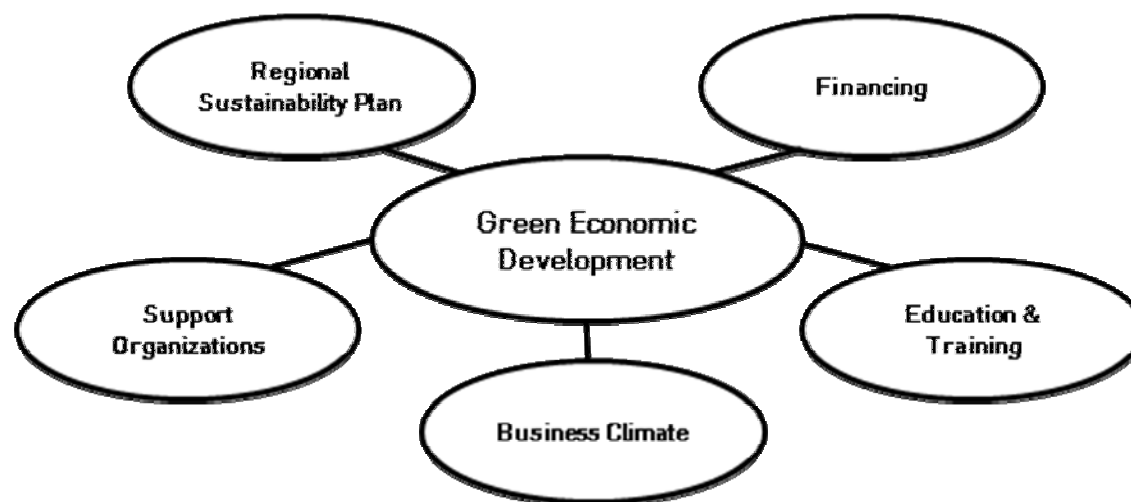 Regional
Sustainability Plan
Financing
Green Economic
Development
Support
Organizations
Education &
Training
Business Climate